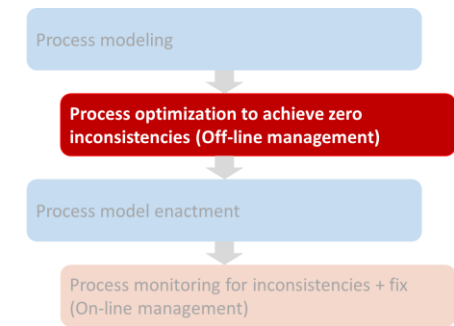 Process modeling
Process optimization to achieve zero
inconsistencies (Off-line management)
Process model enactment
Process monitoring for inconsistencies + fix
(On-line management)